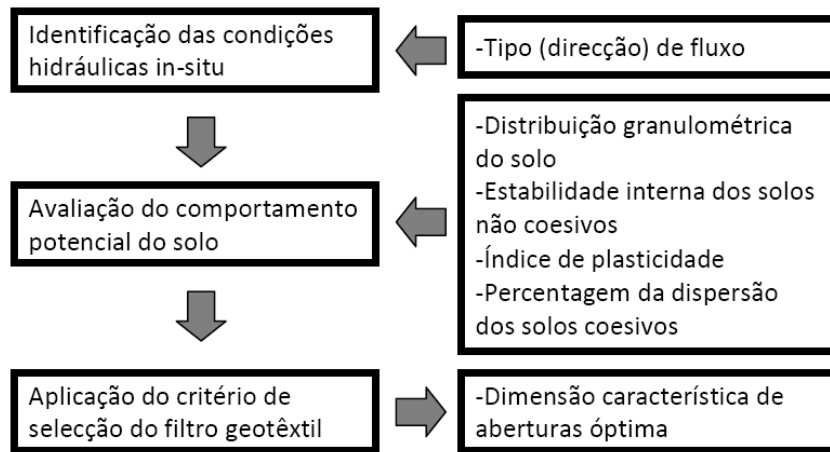 Identificação das condições
hidráulicas in-situ
-Tipo (direcção) de fluxo
Avaliação do comportamento
potencial do solo
-Distribuição granulométrica
do solo
-Estabilidade interna dos solos
não coesivos
-Índice de plasticidade
-Percentagem da dispersão
dos solos coesivos
Aplicação do critério de
selecção do filtro geotêxtil
-Dimensão característica de
aberturas óptima